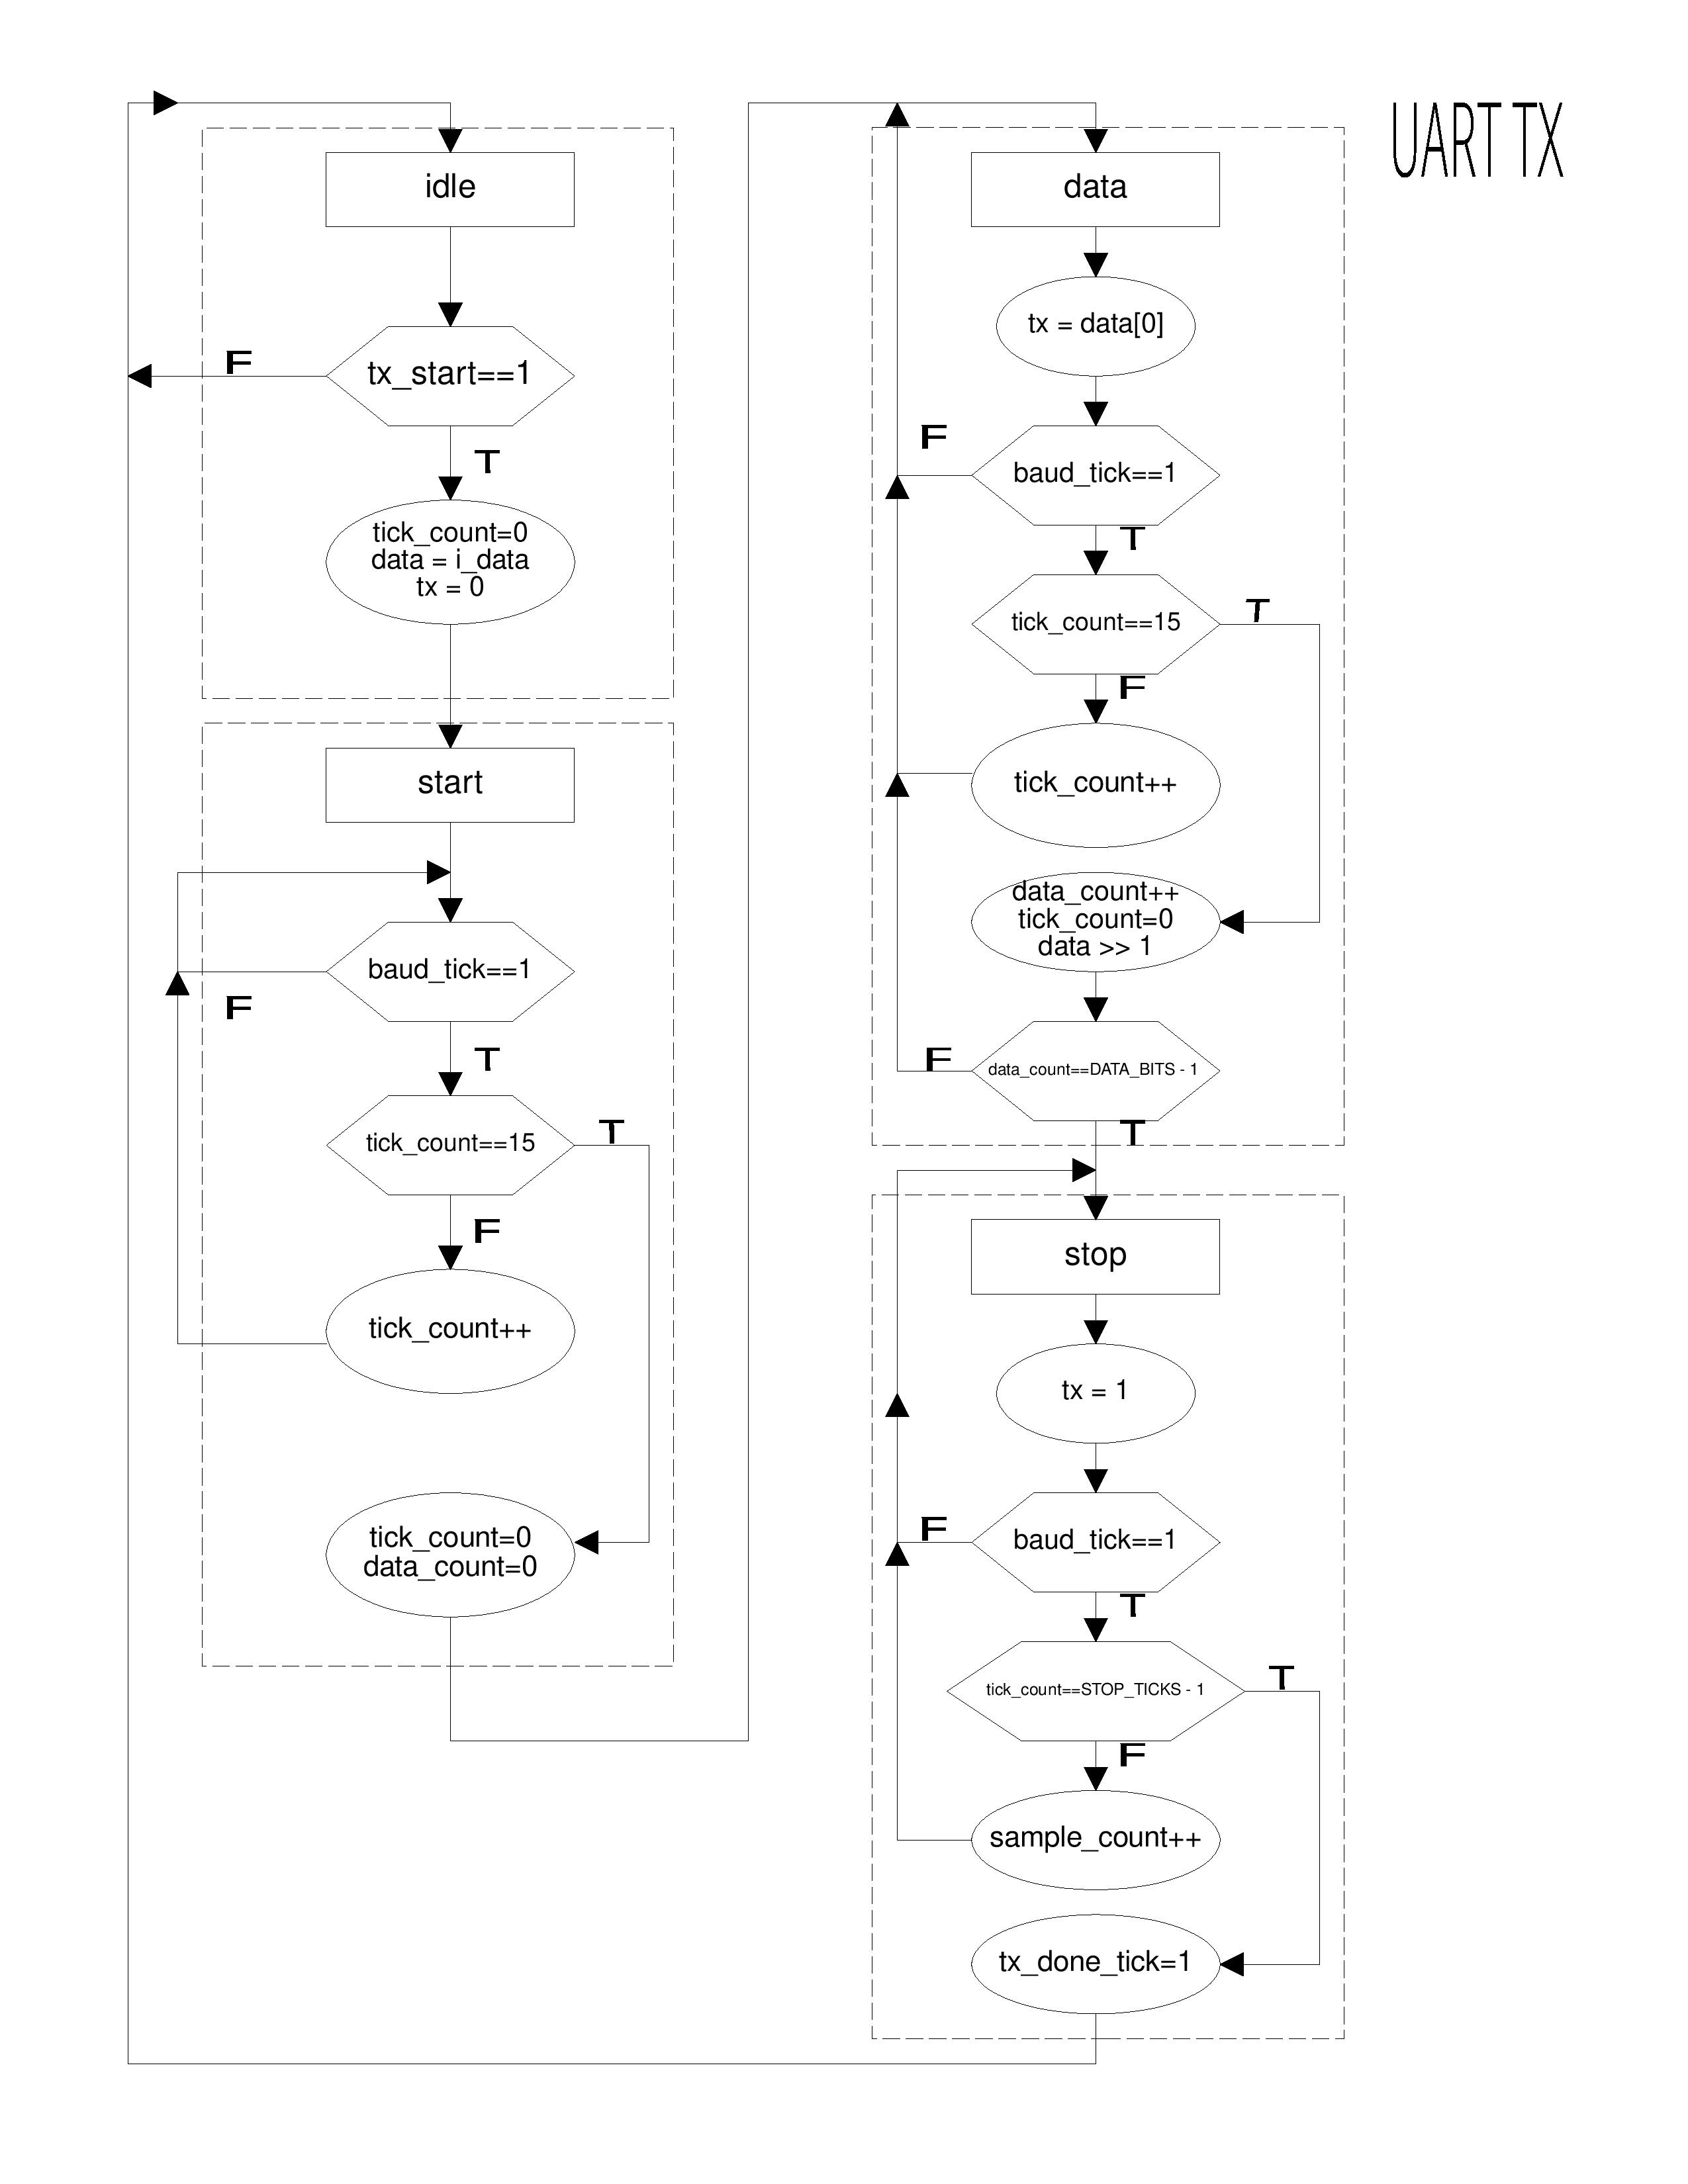 UART TX
idle
tx_start==1
F
T
tick_count=0
data = i_data
tx = 0
start
baud_tick==1
F
T
tick_count==15
T
F
tick_count++
tick_count=0
data_count=0
data
tx = data[0]
F
baud_tick==1
T
tick_count==15
T
F
tick_count++
data_count++
tick_count=0
data >> 1
F
data_count==DATA_BITS - 1
T
stop
tx = 1
F
baud_tick==1
T
tick_count==STOP_TICKS - 1
T
F
sample_count++
tx_done_tick=1